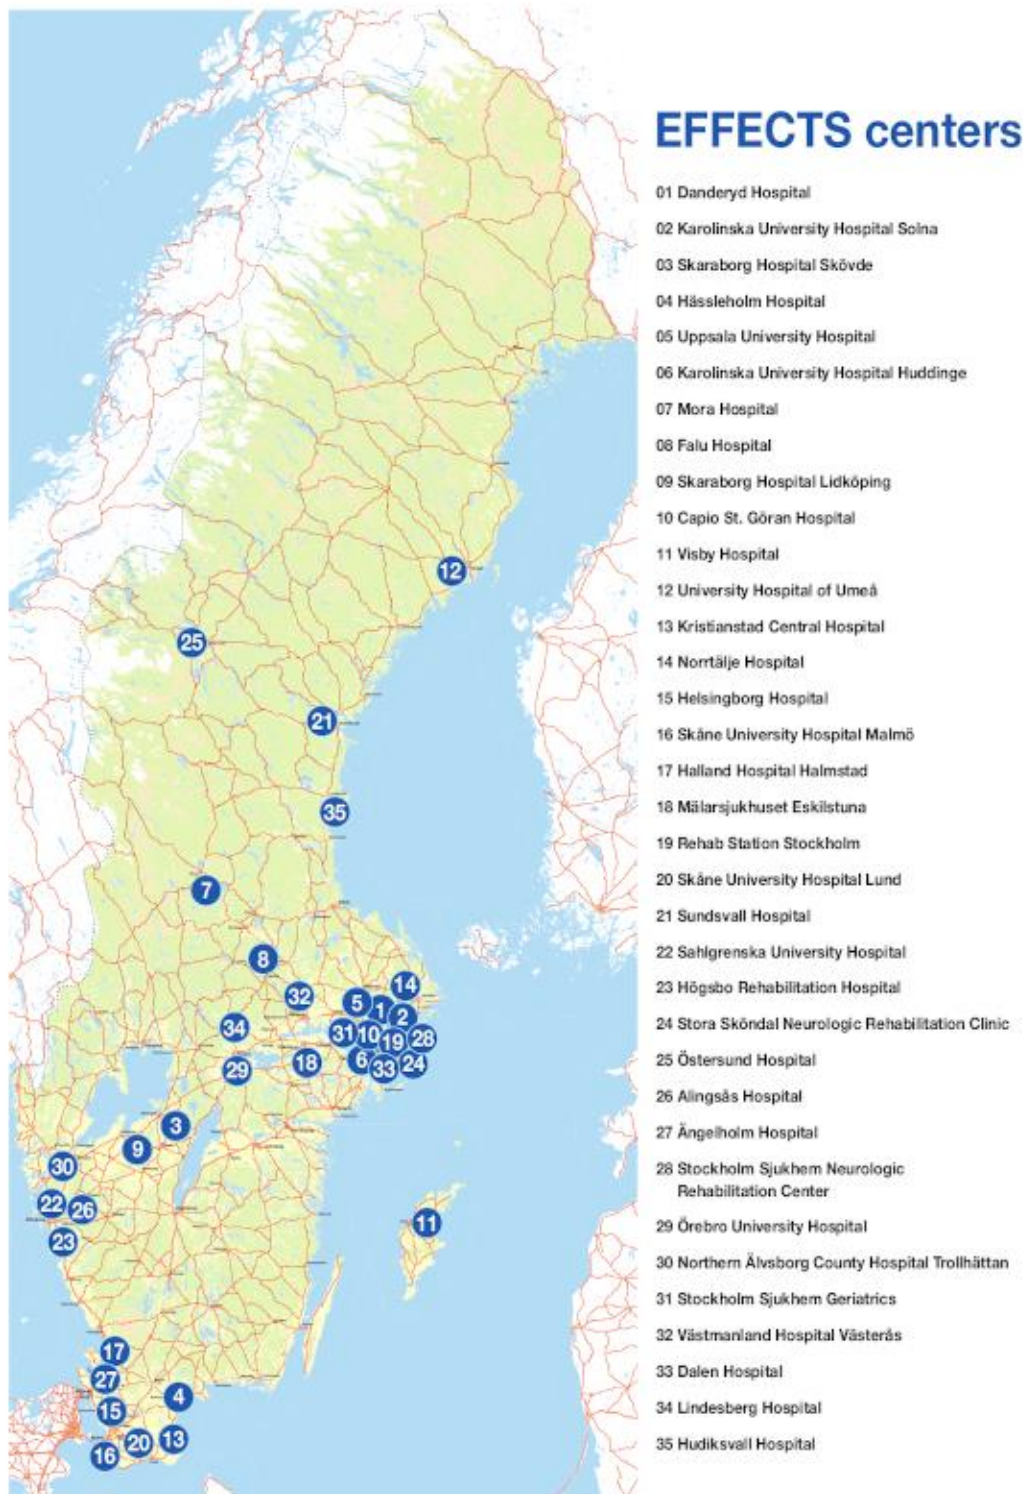 EFFECTS centers
01 Danderyd Hospital
02 Karolinska University Hospital Solna
03 Skaraborg Hospital Skövde
04 Hässleholm Hospital
05 Uppsala University Hospital
06 Karolinska University Hospital Huddinge
07 Mora Hospital
08 Falu Hospital
09 Skaraborg Hospital Lidköping
10 Capio St. Göran Hospital
11 Visby Hospital
12 University Hospital of Umeå
13 Kristianstad Central Hospital
14 Norrtälje Hospital
15 Helsingborg Hospital
16 Skåne University Hospital Malmö
17 Halland Hospital Halmstad
18 Mälarsjukhuset Eskilstuna
19 Rehab Station Stockholm
20 Skåne University Hospital Lund
21 Sundsvall Hospital
22 Sahlgrenska University Hospital
23 Högsbo Rehabilitation Hospital
24 Stora Sköndal Neurologic Rehabilitation Clinic
25 Östersund Hospital
26 Alingsås Hospital
27 Ängelholm Hospital
28 Stockholm Sjukhem Neurologic
Rehabilitation Center
29 Örebro University Hospital
30 Northern Älvsborg County Hospital Trollhättan
31 Stockholm Sjukhem Geriatrics
32 Västmanland Hospital Västerås
33 Dalen Hospital
34 Lindesberg Hospital
35 Hudiksvall Hospital
12
25
21
35
7
8
14
32
5
1
2
34
31
10
19
28
29
18
6
33
24
3
9
30
22
26
11
23
17
27
4
15
20
13
16